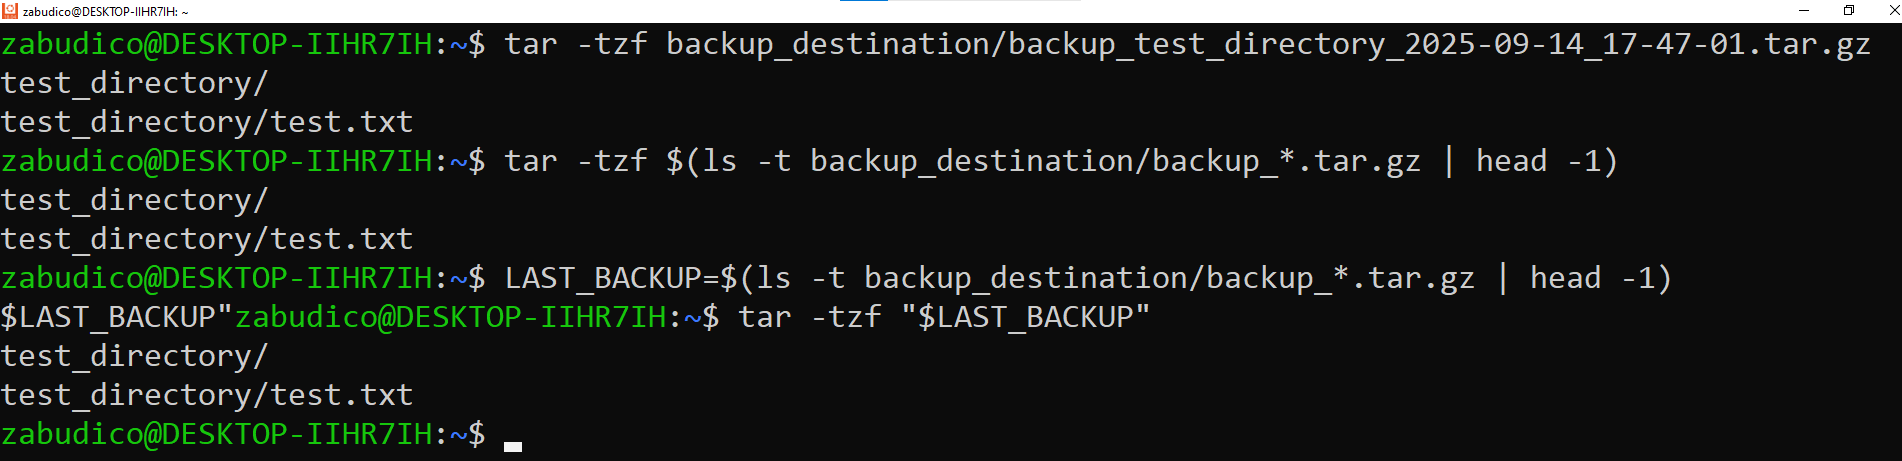 zabudico@DESKTOP-IIHR7IH: ~
zabudico@DESKTOP-IIHR7IH:~$ tar -tzf backup_destination/backup_test_directory_2025-09-14_17-47-01.tar.gz
test_directory/
test_directory/test.txt
zabudico@DESKTOP-IIHR7IH:~$ tar -tzf $(ls -t backup_destination/backup_*.tar.gz | head -1)
test_directory/
test_directory/test.txt
zabudico@DESKTOP-IIHR7IH:~$ LAST_BACKUP=$(ls -t backup_destination/backup_*.tar.gz | head -1)
$LAST_BACKUP"zabudico@DESKTOP-IIHR7IH:~$ tar -tzf "$LAST_BACKUP"
test_directory/
test_directory/test.txt
zabudico@DESKTOP-IIHR7IH:~$